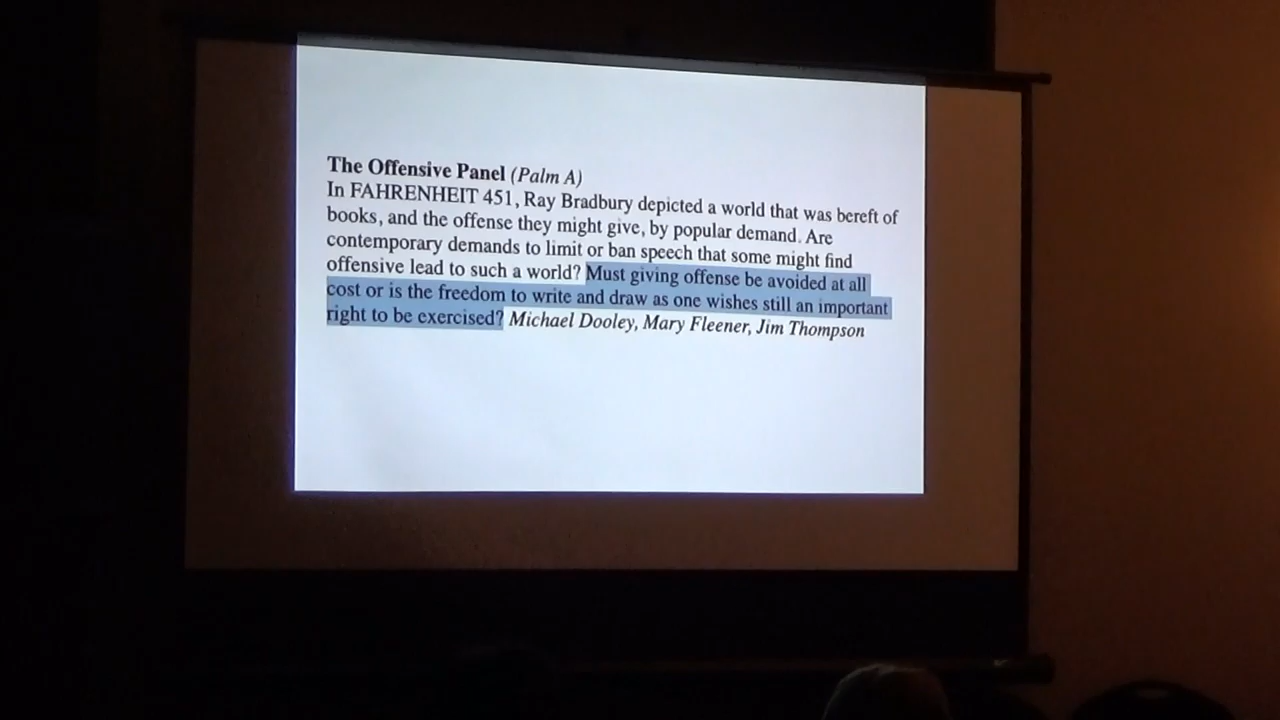 The Offensive Panel (Palm A)
In FAHRENHEIT 451, Ray Bradbury depicted a world that was bereft of
books, and the offense they might give, by popular demand. Are
contemporary demands to limit or ban speech that some might find
offensive lead to such a world? Must giving offense be avoided at all
cost or is the freedom to write and draw as one wishes still an important
right to be exercised? Michael Dooley, Mary Fleener, Jim Thompson